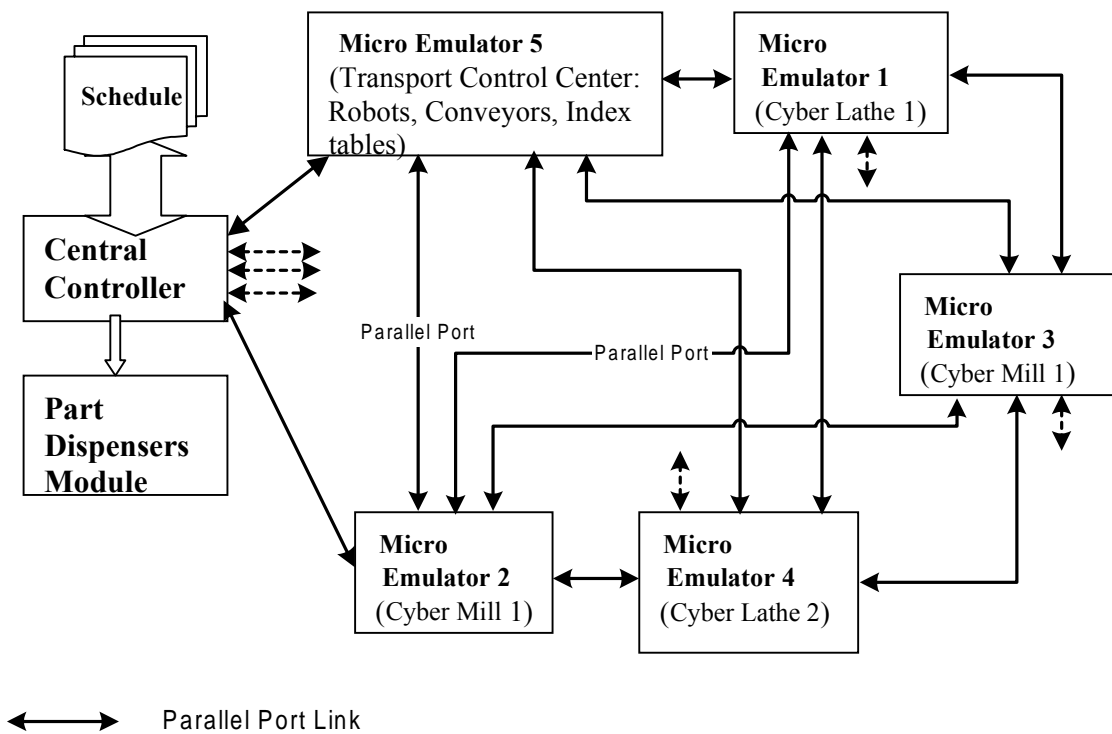 Schedule
Micro Emulator 5
(Transport Control Center:
Robots, Conveyors, Index
tables)
Micro
Emulator 1
(Cyber Lathe 1)
Central
Controller
Parallel Port
Parallel Port
Micro
Emulator 3
(Cyber Mill 1)
Part
Dispensers
Module
Micro
Emulator 2
(Cyber Mill 1)
Micro
Emulator 4
(Cyber Lathe 2)
Parallel Port Link